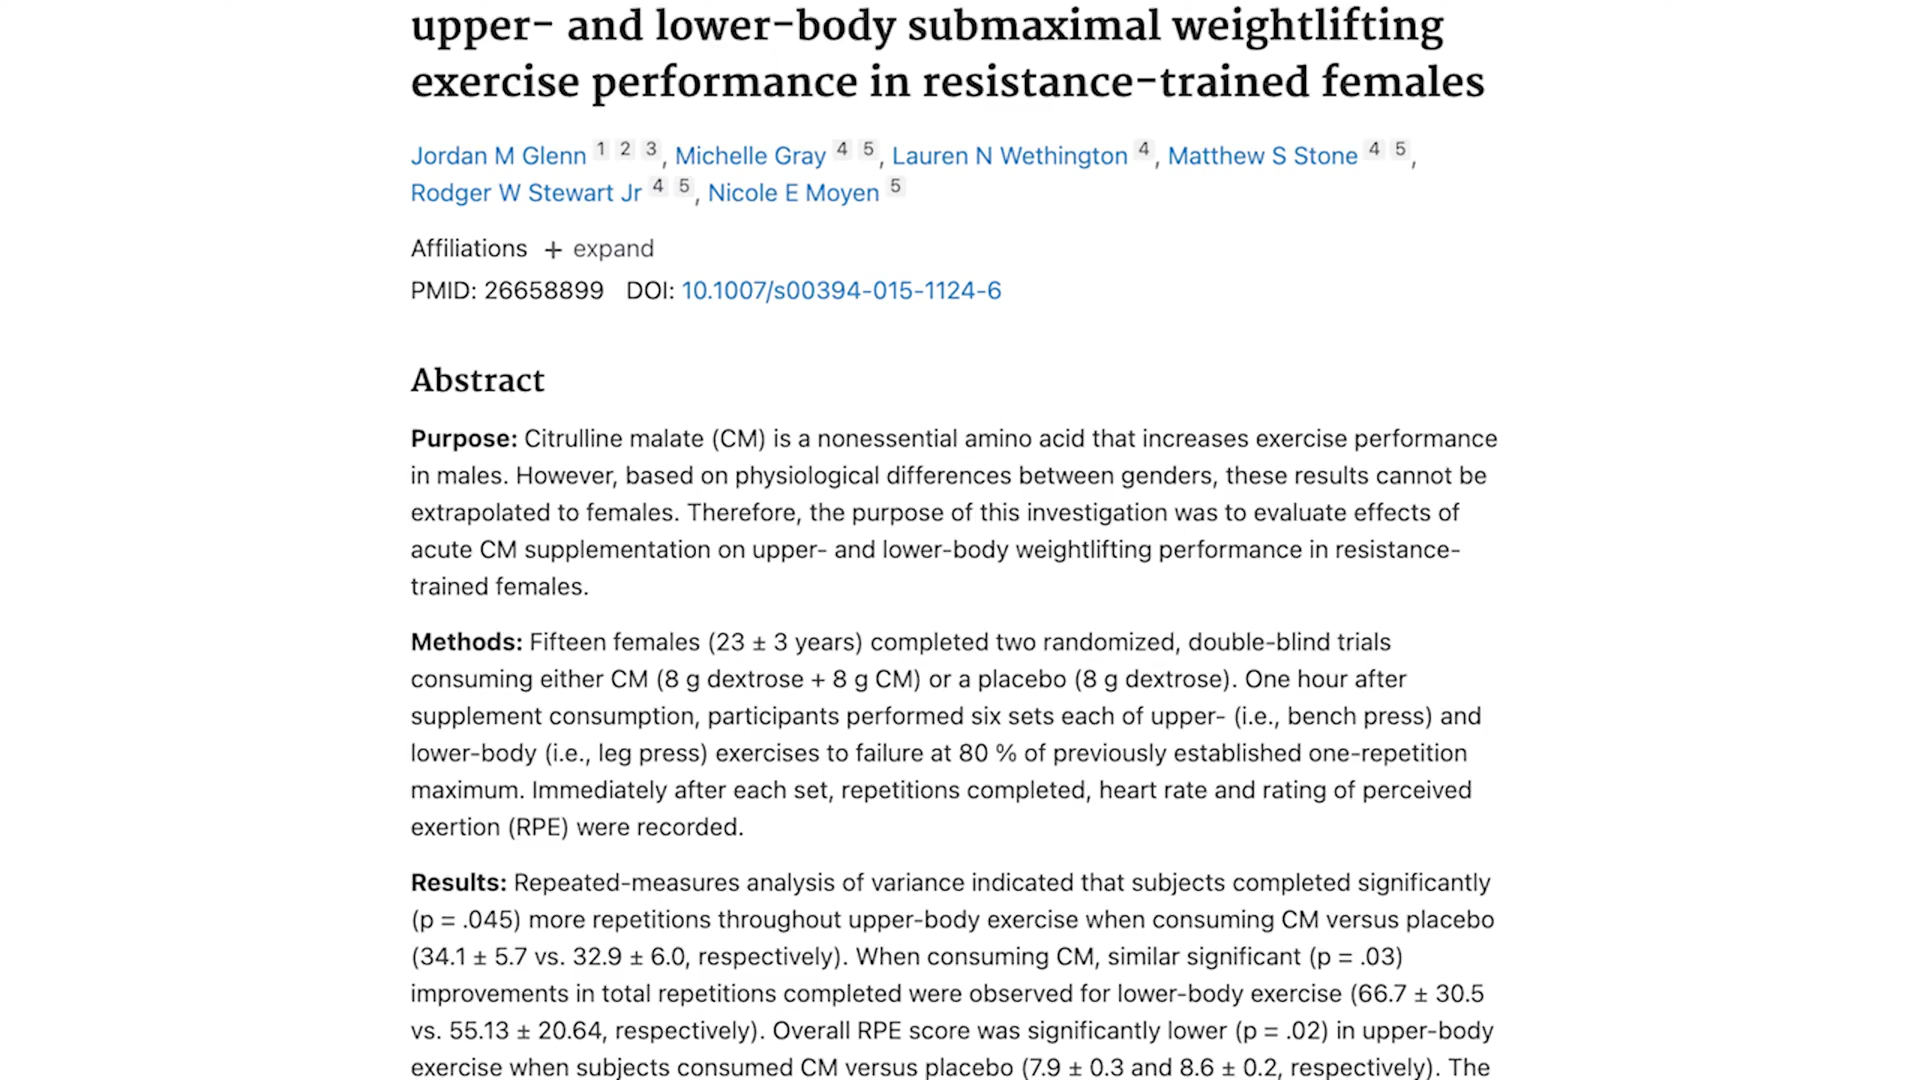 upper- and lower-body submaximal weightlifting
exercise performance in resistance-trained females
Jordan M Glenn 1 2 3, Michelle Gray 4 5, Lauren N Wethington 4, Matthew S Stone 4 5,
Rodger W Stewart Jr 4 5, Nicole E Moyen 5
Affiliations + expand
PMID: 26658899 DOI: 10.1007/s00394-015-1124-6
Abstract
Purpose: Citrulline malate (CM) is a nonessential amino acid that increases exercise performance
in males. However, based on physiological differences between genders, these results cannot be
extrapolated to females. Therefore, the purpose of this investigation was to evaluate effects of
acute CM supplementation on upper- and lower-body weightlifting performance in resistance-
trained females.
Methods: Fifteen females (23 ± 3 years) completed two randomized, double-blind trials
consuming either CM (8 g dextrose + 8 g CM) or a placebo (8 g dextrose). One hour after
supplement consumption, participants performed six sets each of upper- (i.e., bench press) and
lower-body (i.e., leg press) exercises to failure at 80 % of previously established one-repetition
maximum. Immediately after each set, repetitions completed, heart rate and rating of perceived
exertion (RPE) were recorded.
Results: Repeated-measures analysis of variance indicated that subjects completed significantly
(p = .045) more repetitions throughout upper-body exercise when consuming CM versus placebo
(34.1 ± 5.7 vs. 32.9 ± 6.0, respectively). When consuming CM, similar significant (p = .03)
improvements in total repetitions completed were observed for lower-body exercise (66.7 ± 30.5
vs. 55.13 ± 20.64, respectively). Overall RPE score was significantly lower (p = .02) in upper-body
exercise when subjects consumed CM versus placebo (7.9 ± 0.3 and 8.6 ± 0.2, respectively). The